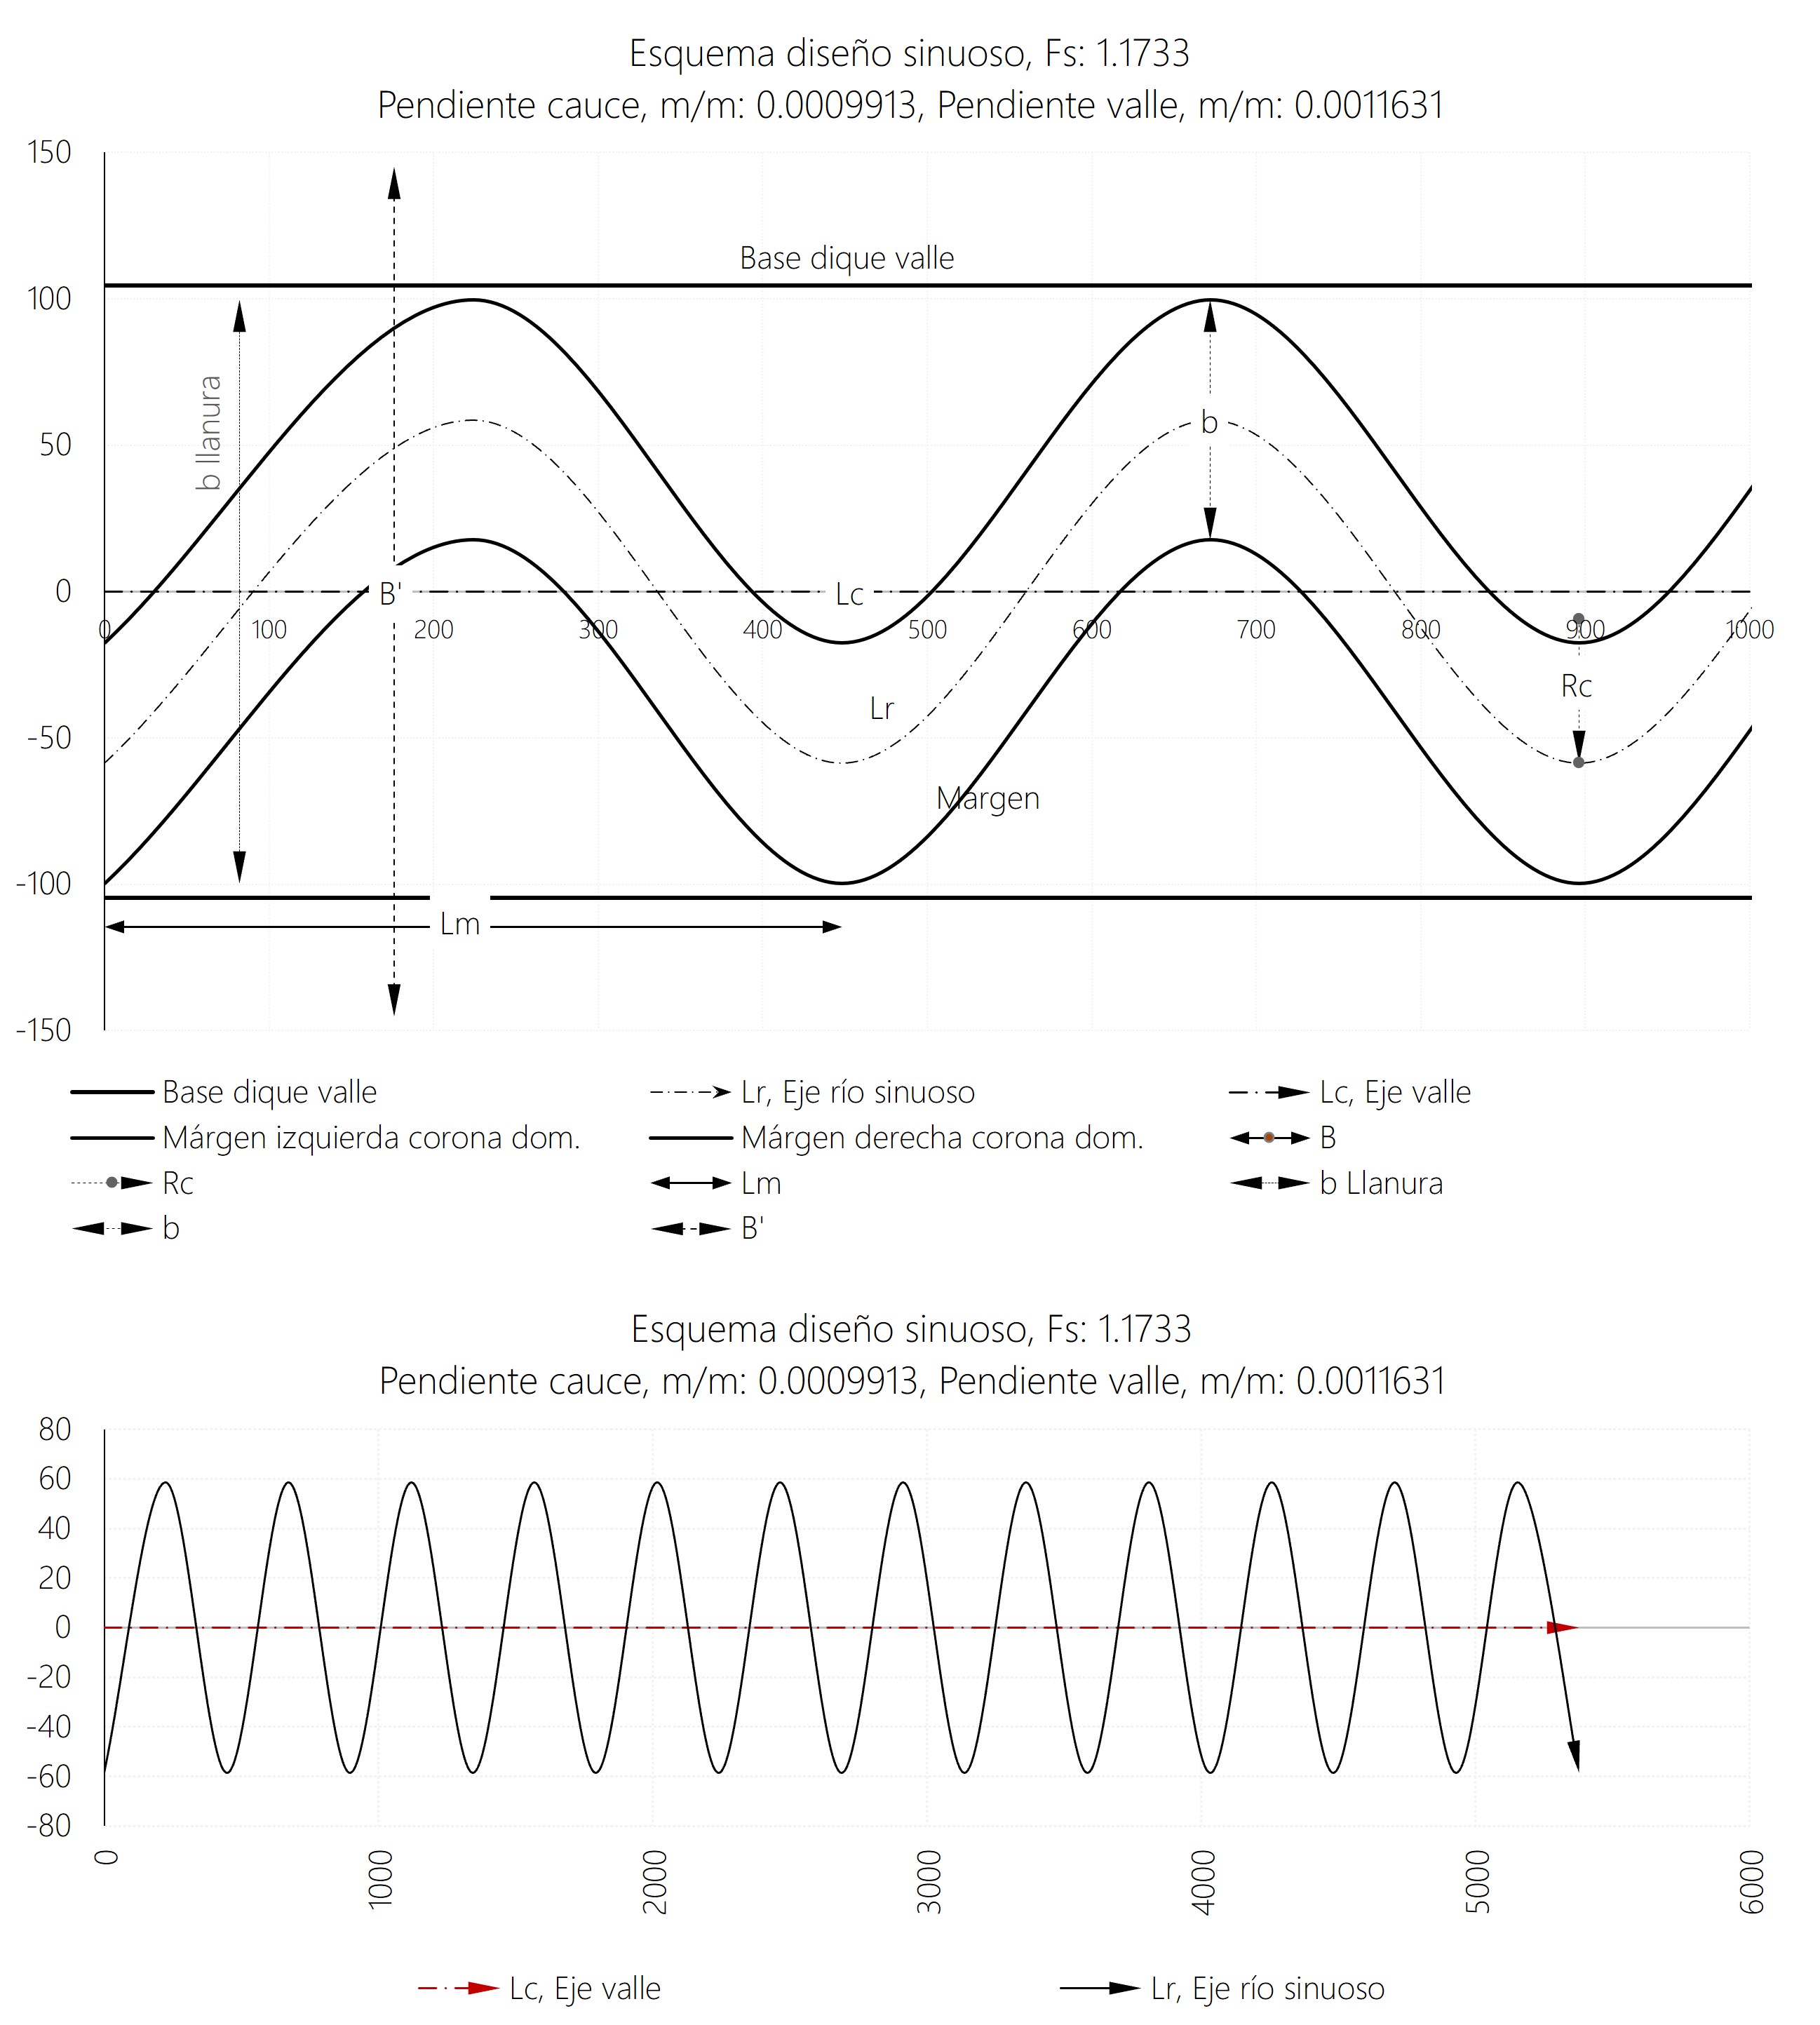 Esquema diseño sinuoso, Fs: 1.1733
Pendiente cauce, m/m: 0.0009913, Pendiente valle, m/m: 0.0011631
150
100
50
0
-50
-100
-150
Base dique valle
b llanura
b
B'
Lc
0 100 200 300 400 500 600 700 800 900 1000
Rc
Lr
Margen
Lm
Base dique valle Lr, Eje río sinuoso Lc, Eje valle
Márgen izquierda corona dom. Márgen derecha corona dom. B
Rc Lm b Llanura
b B'
Esquema diseño sinuoso, Fs: 1.1733
Pendiente cauce, m/m: 0.0009913, Pendiente valle, m/m: 0.0011631
80
60
40
20
0
-20
-40
-60
-80
0 1000 2000 3000 4000 5000 6000
Lc, Eje valle Lr, Eje río sinuoso